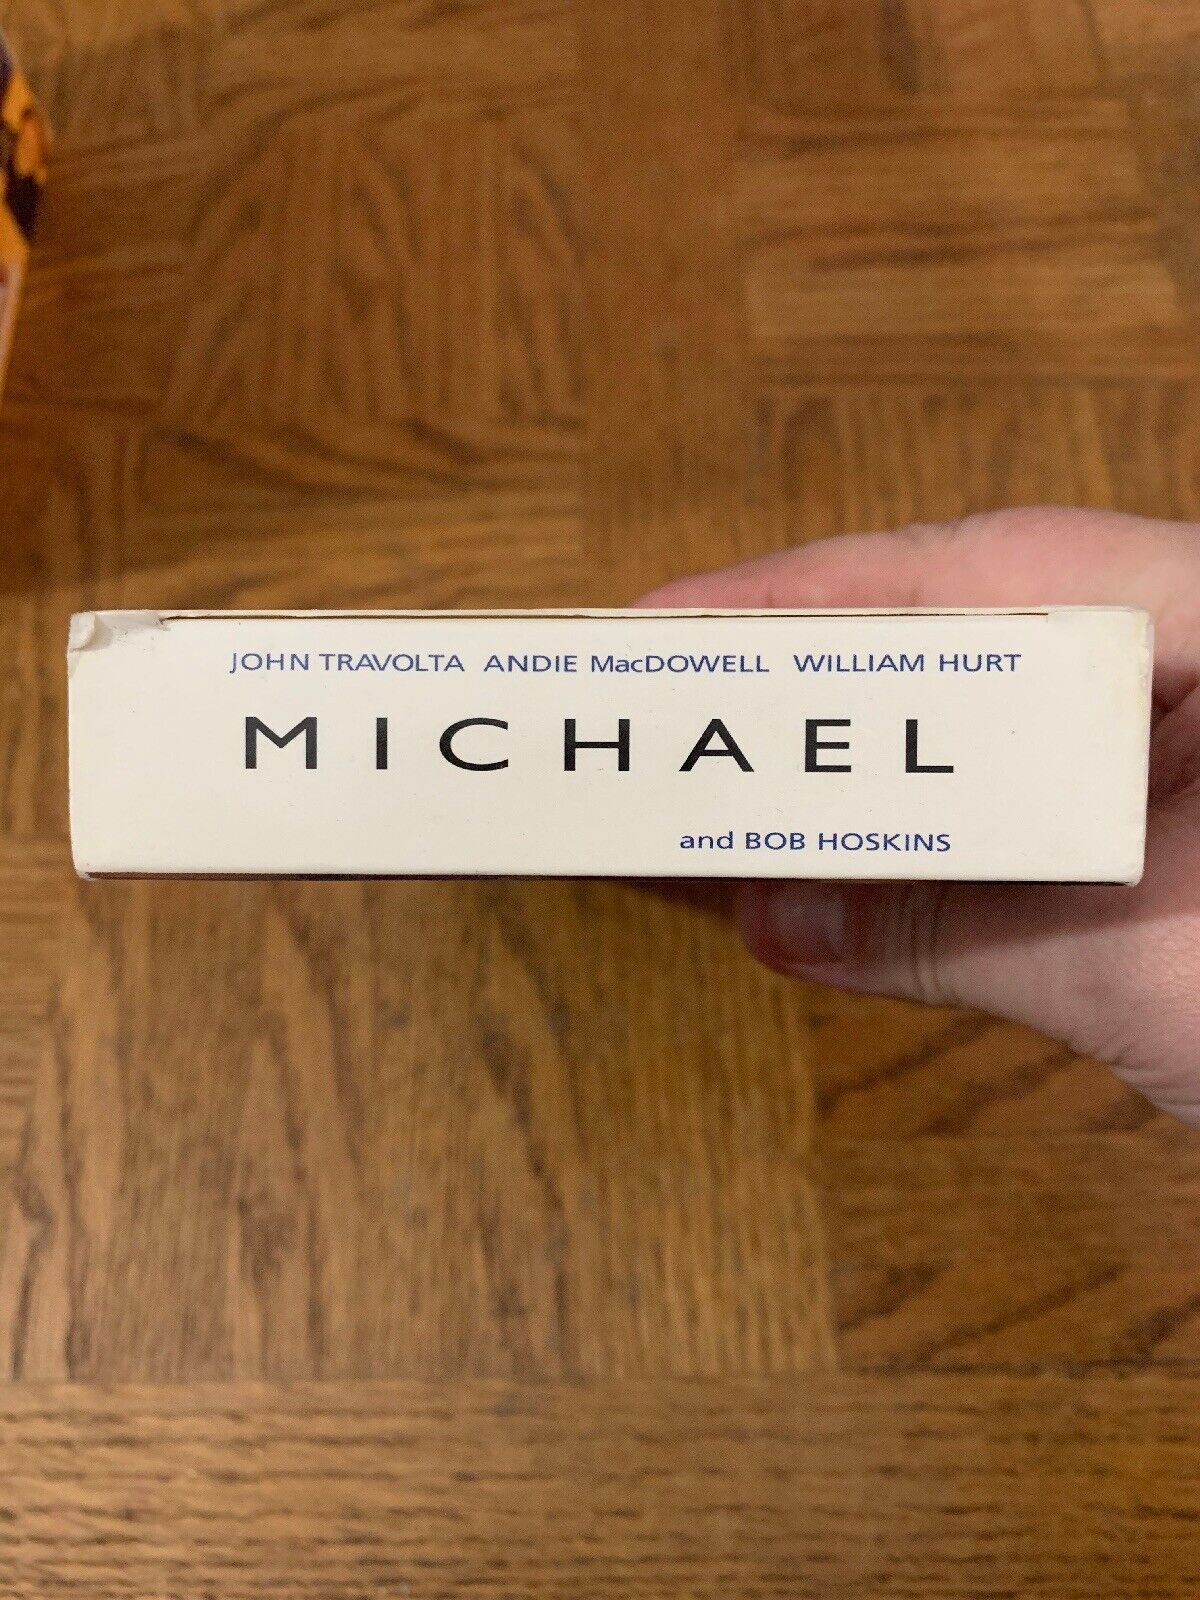 JOHN TRAVOLTA ANDIE MacDOWELL WILLIAM HURT
MICHAEL
and BOB HOSKINS